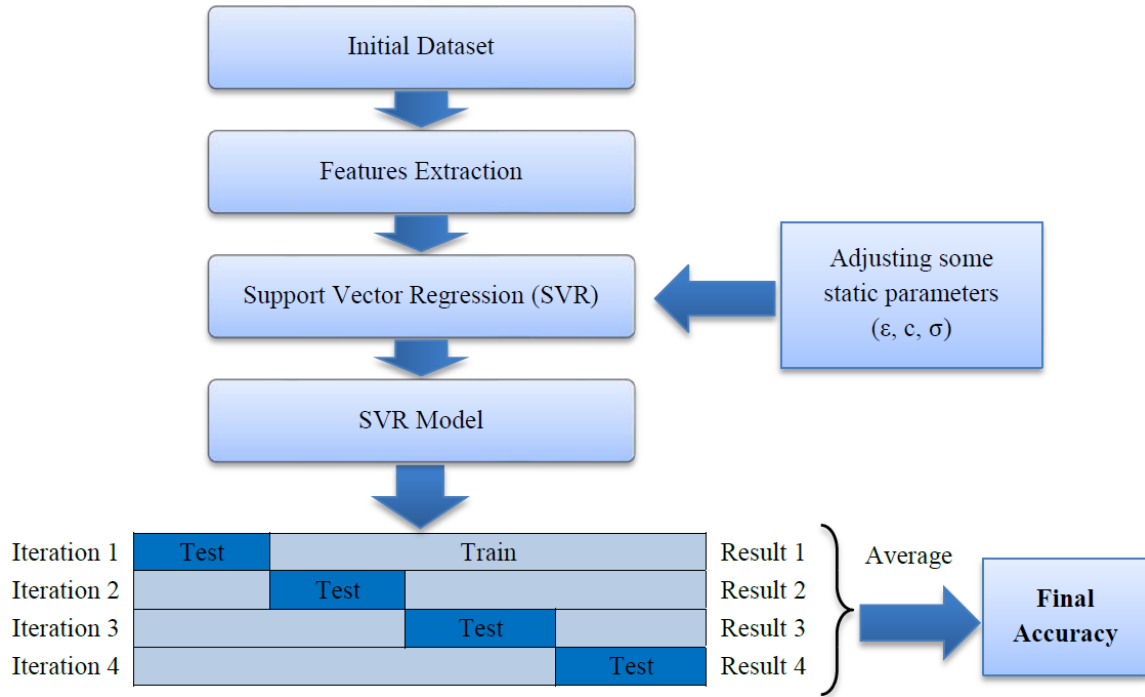 Initial Dataset
Features Extraction
Support Vector Regression (SVR)
Adjusting some
static parameters
(ε, c, σ)
SVR Model
Iteration 1 Test Train Result 1
Iteration 2 Test Result 2
Iteration 3 Test Result 3
Iteration 4 Test Result 4
Average
Final
Accuracy